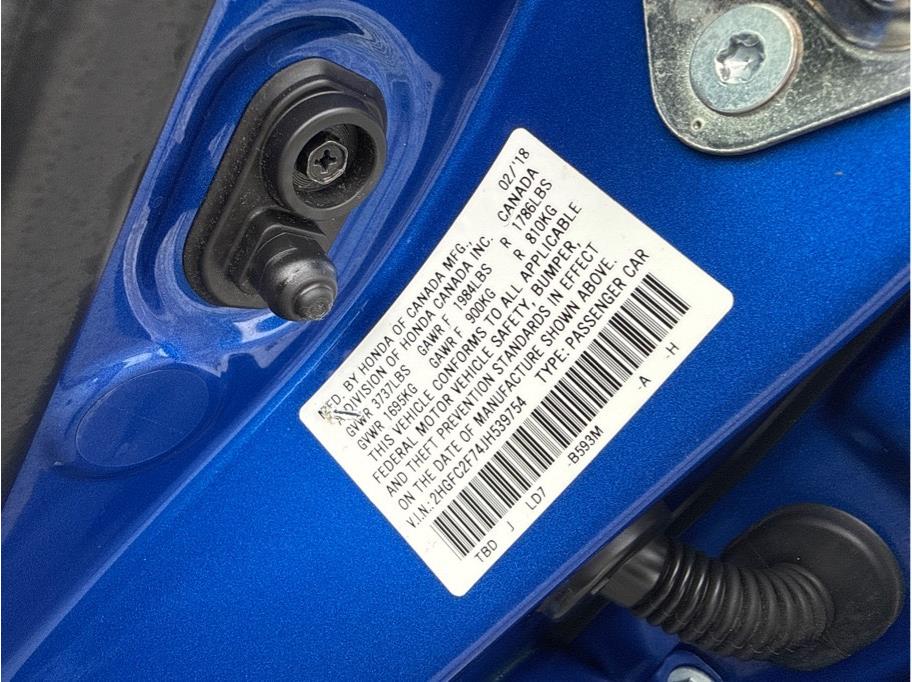 MFD. BY HONDA OF CANADA MFG., 02/'18
A DIVISION OF HONDA CANADA INC. CANADA
GVWR 3737LBS GAWR F 1984LBS R 1786LBS
GVWR 1695KG GAWR F 900KG R 810KG
THIS VEHICLE CONFORMS TO ALL APPLICABLE
FEDERAL MOTOR VEHICLE SAFETY, BUMPER,
AND THEFT PREVENTION STANDARDS IN EFFECT
ON THE DATE OF MANUFACTURE SHOWN ABOVE.
V.I.N.: 2HGFC2F74JH539754 TYPE: PASSENGER CAR
TBD J LD7 -B593M -A -H